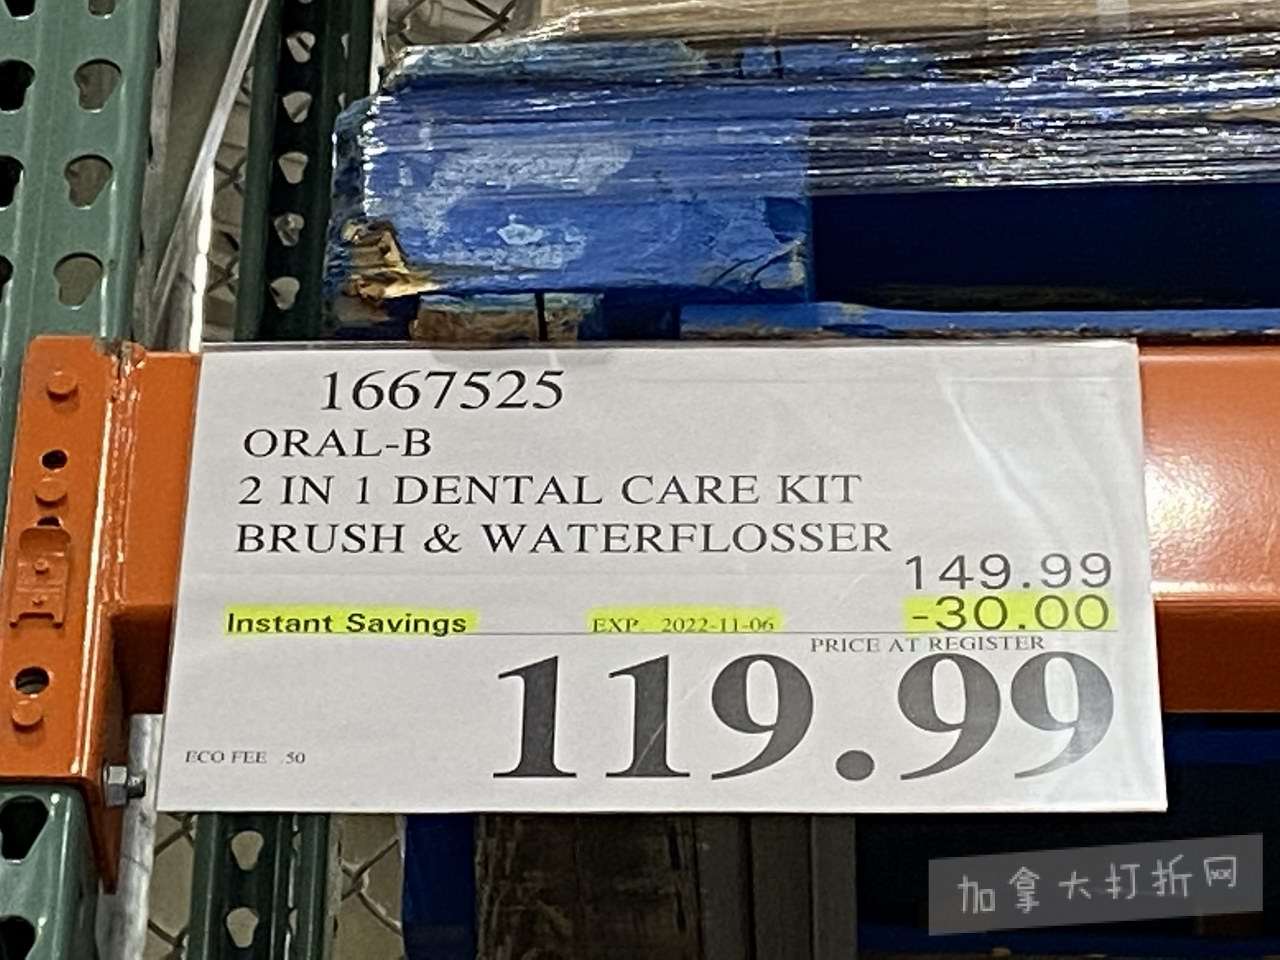 1667525
ORAL-B
2 IN 1 DENTAL CARE KIT
BRUSH & WATERFLOSSER
149.99
Instant Savings EXP. 2022-11-06 -30.00
PRICE AT REGISTER
119.99
ECO FEE .50
加拿大打折网